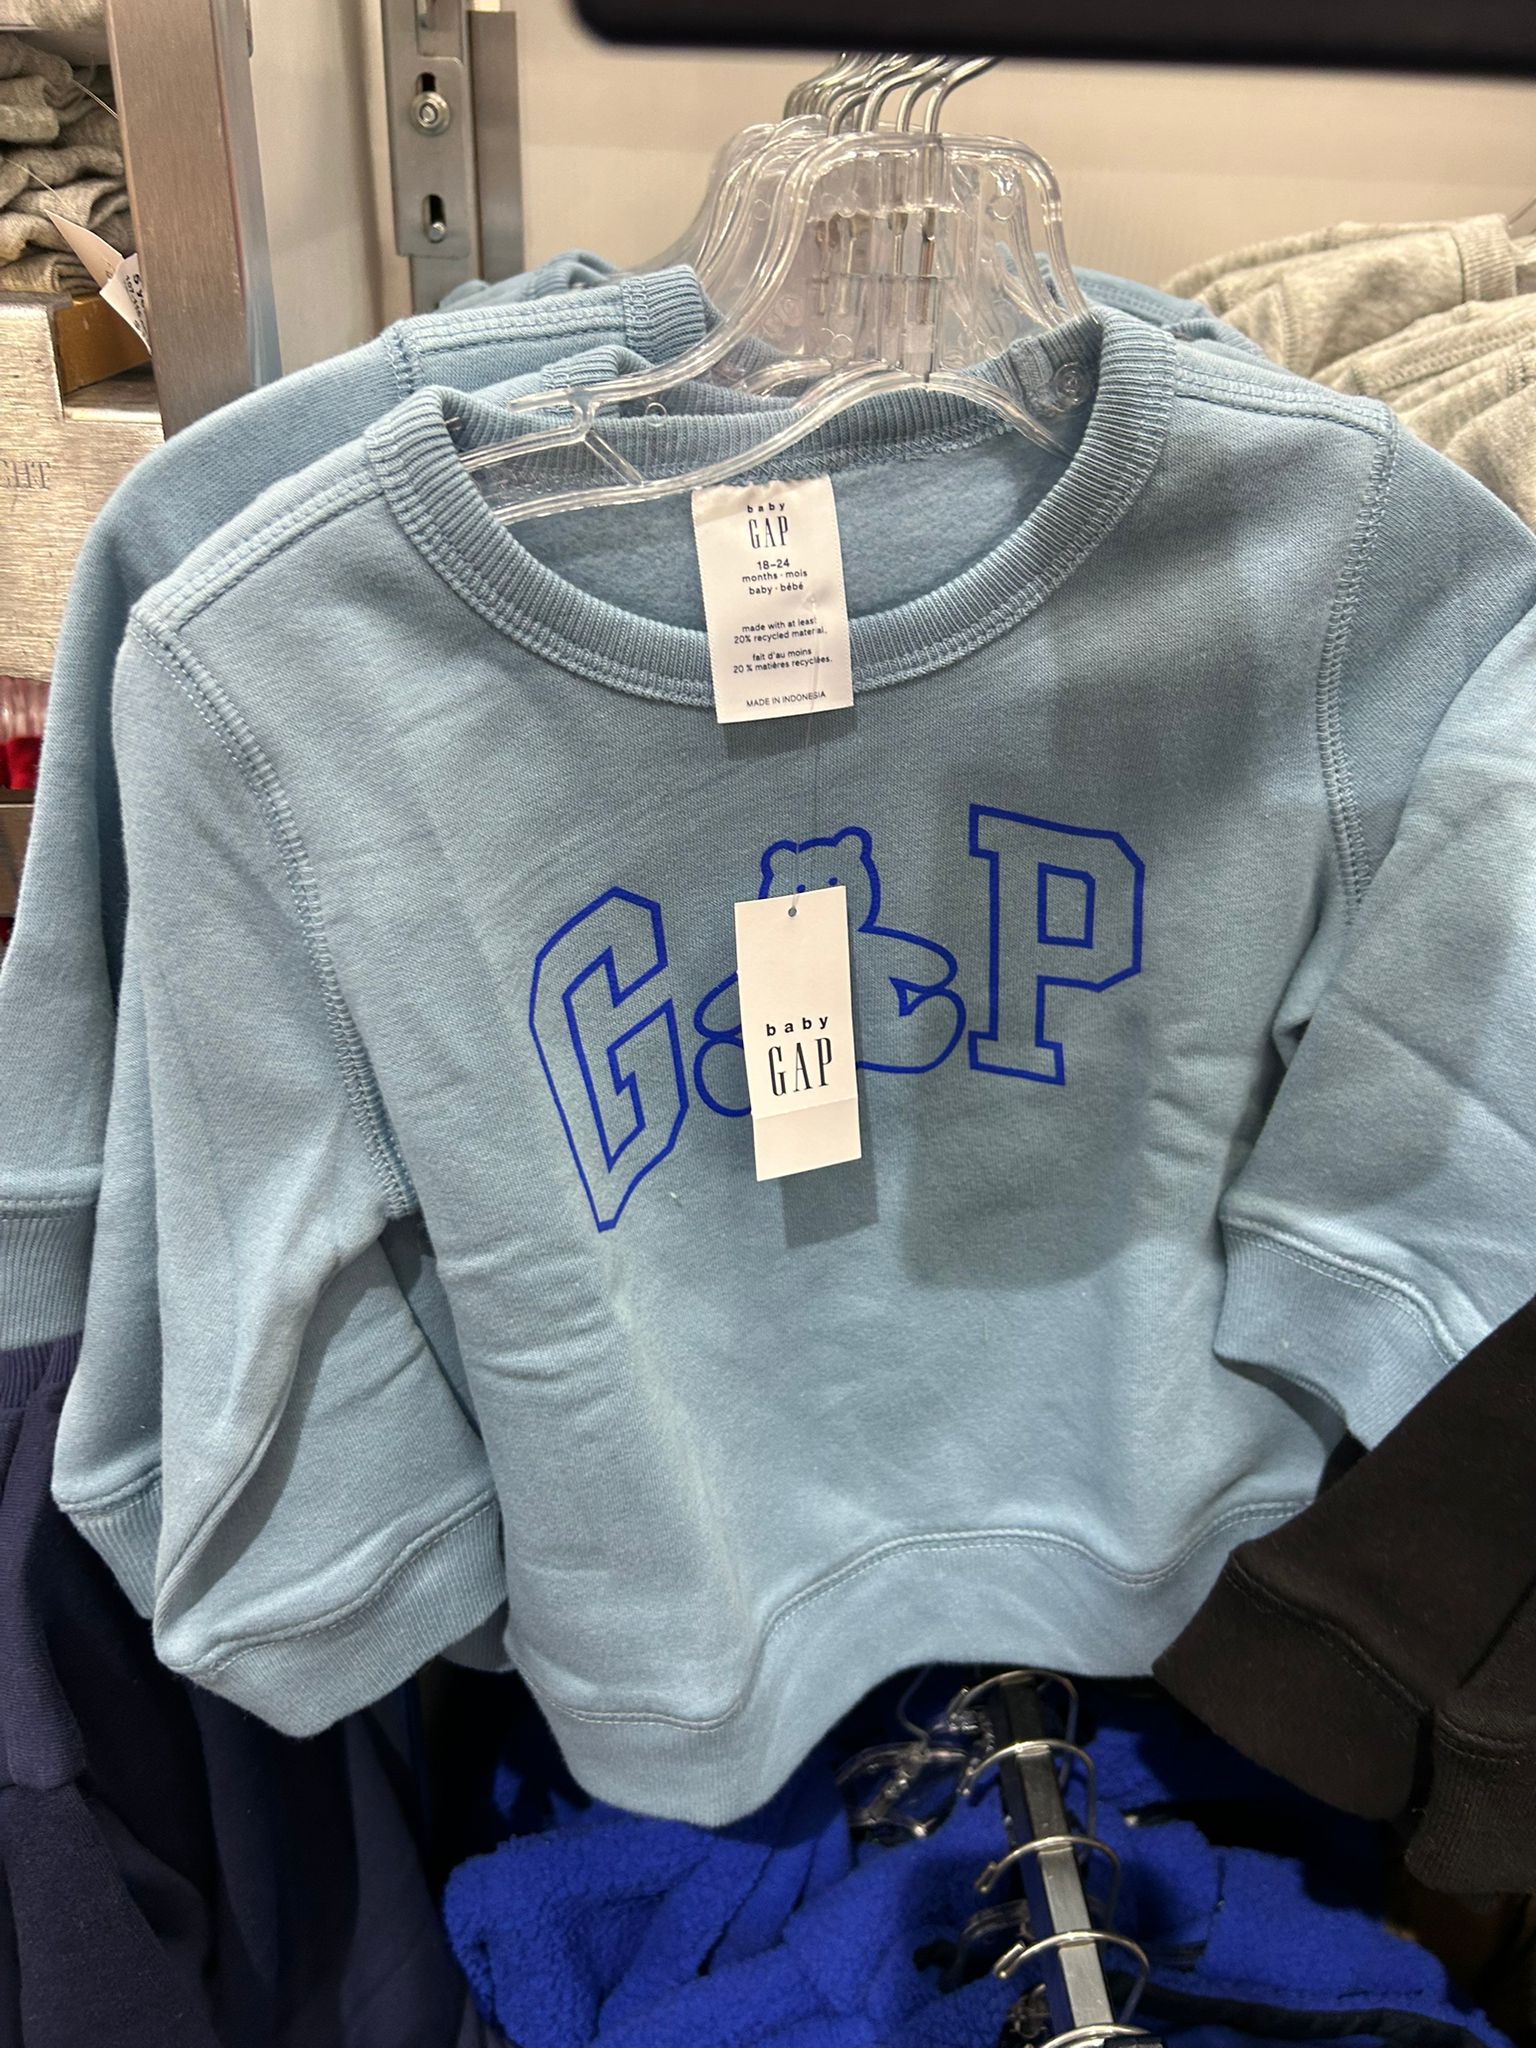 GHT
baby
GAP
18-24
months · mois
baby · bébé
made with at least
20% recycled material.
fait d'au moins
20 % matières recyclées.
MADE IN INDONESIA
G P
baby
GAP